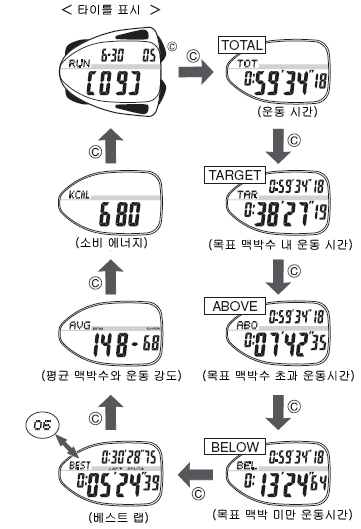 < 타이틀 표시 >
6-30 05
RUN
[09]
©
©
TOTAL
TOT
0:59'34"18
(운동 시간)
©
TARGET
0:59'34"18
TAR
0:38'27"19
(목표 맥박수 내 운동 시간)
©
ABOVE
0:59'34"18
ABO
0:07'42"35
(목표 맥박수 초과 운동시간)
©
BELOW
0:59'34"18
BEL
0:13'24"64
(목표 맥박 미만 운동시간)
©
06
0:30'28"75
BEST
0:05'24"39
(베스트 랩)
©
AVG
148-68
(평균 맥박수와 운동 강도)
©
KCAL
680
(소비 에너지)
©